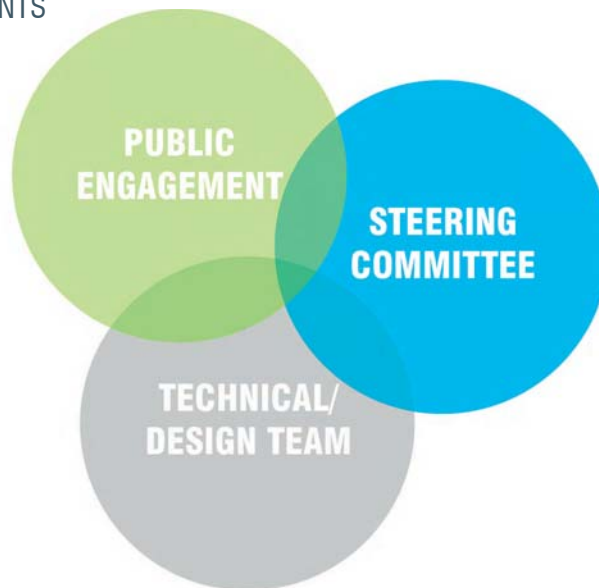 NTS
PUBLIC
ENGAGEMENT
STEERING
COMMITTEE
TECHNICAL/
DESIGN TEAM